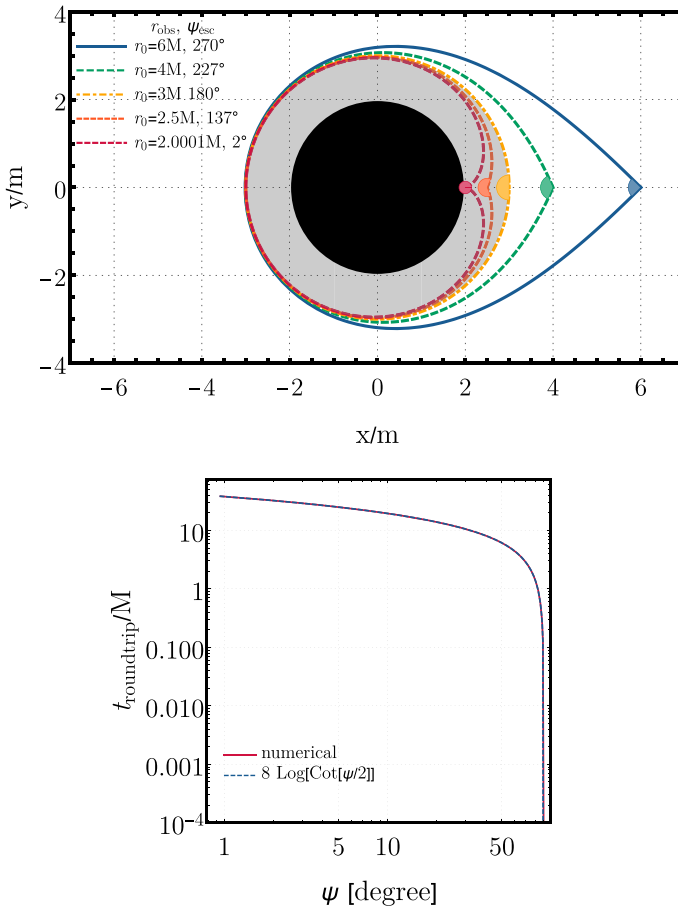 r_obs, ψ_esc
r₀=6M, 270°
r₀=4M, 227°
r₀=3M 180°
r₀=2.5M, 137°
r₀=2.0001M, 2°
4
2
0
−2
−4
y/m
−6 −4 −2 0 2 4 6
x/m
10
1
0.100
0.010
0.001
10⁻⁴
t_roundtrip/M
numerical
8 Log[Cot[ψ/2]]
1 5 10 50
ψ [degree]